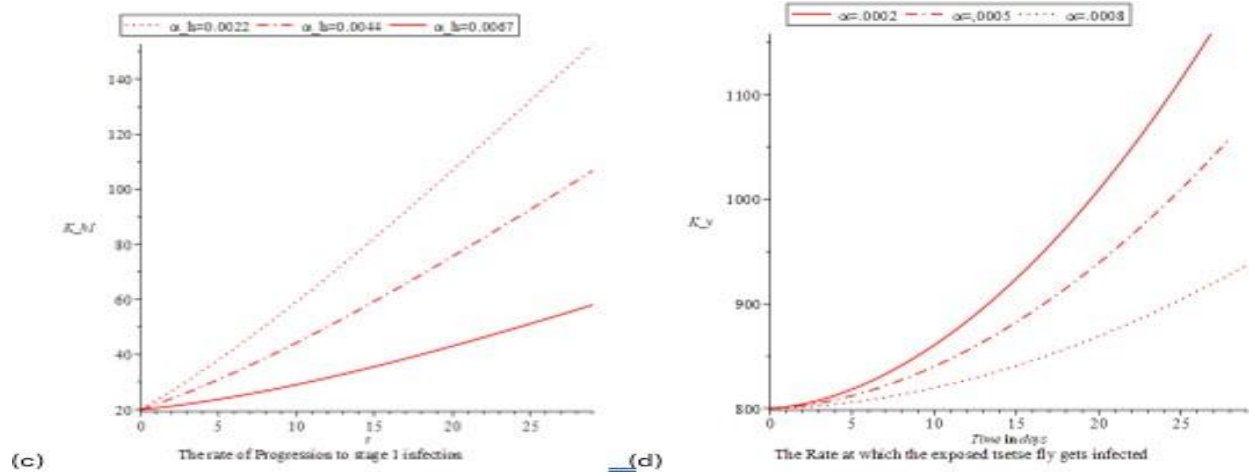 α_h=0.0022 α_h=0.0044 α_h=0.0067
140
120
100
K_h1
80
60
40
20
0 5 10 15 20 25
t
(c) The rate of Progression to stage 1 infection
α=.0002 α=,0005 α=.0008
1100
1000
K_v
900
800
0 5 10 15 20 25
Time in days
(d) The Rate at which the exposed tsetse fly gets infected